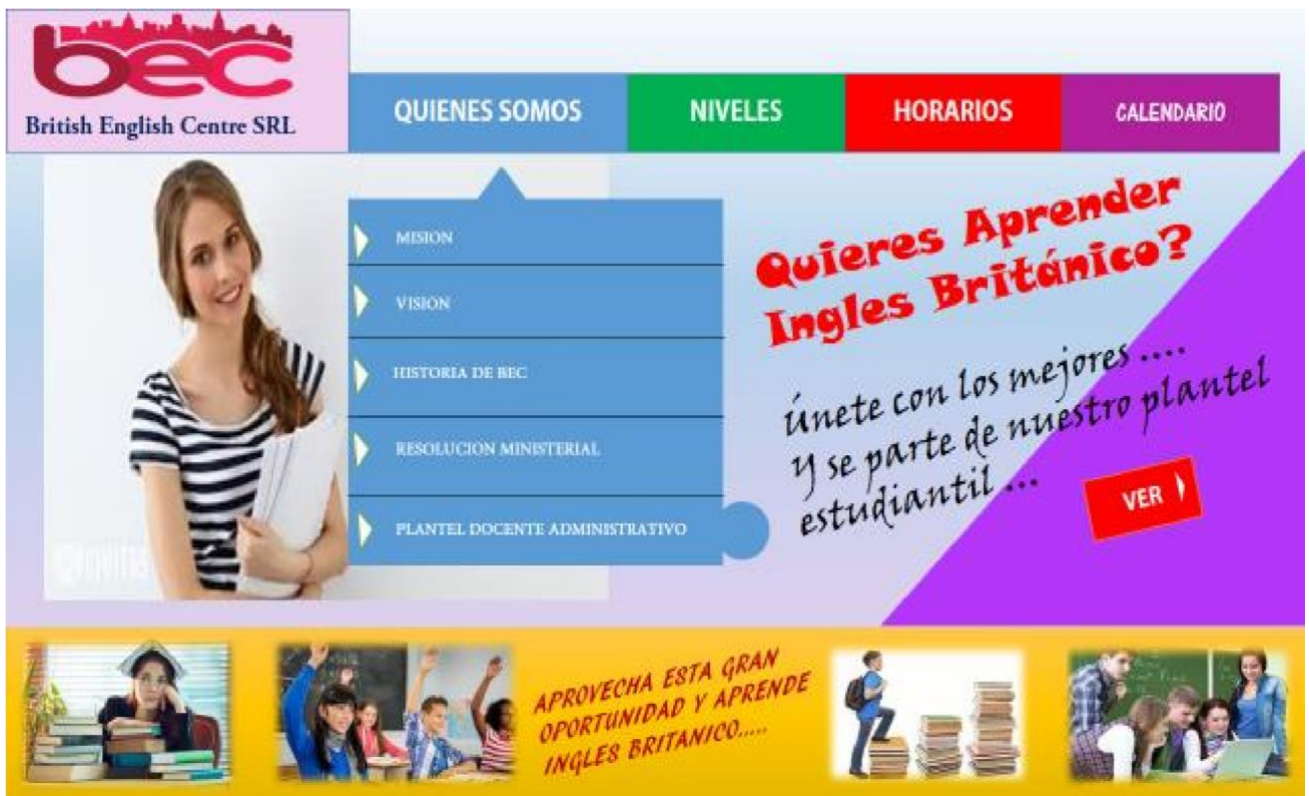 bec
British English Centre SRL
QUIENES SOMOS
NIVELES
HORARIOS
CALENDARIO
MISION
VISION
HISTORIA DE BEC
RESOLUCION MINISTERIAL
PLANTEL DOCENTE ADMINISTRATIVO
Quieres Aprender
Ingles Británico?
Únete con los mejores ....
Y se parte de nuestro plantel
estudiantil ...
VER
APROVECHA ESTA GRAN
OPORTUNIDAD Y APRENDE
INGLES BRITANICO.....